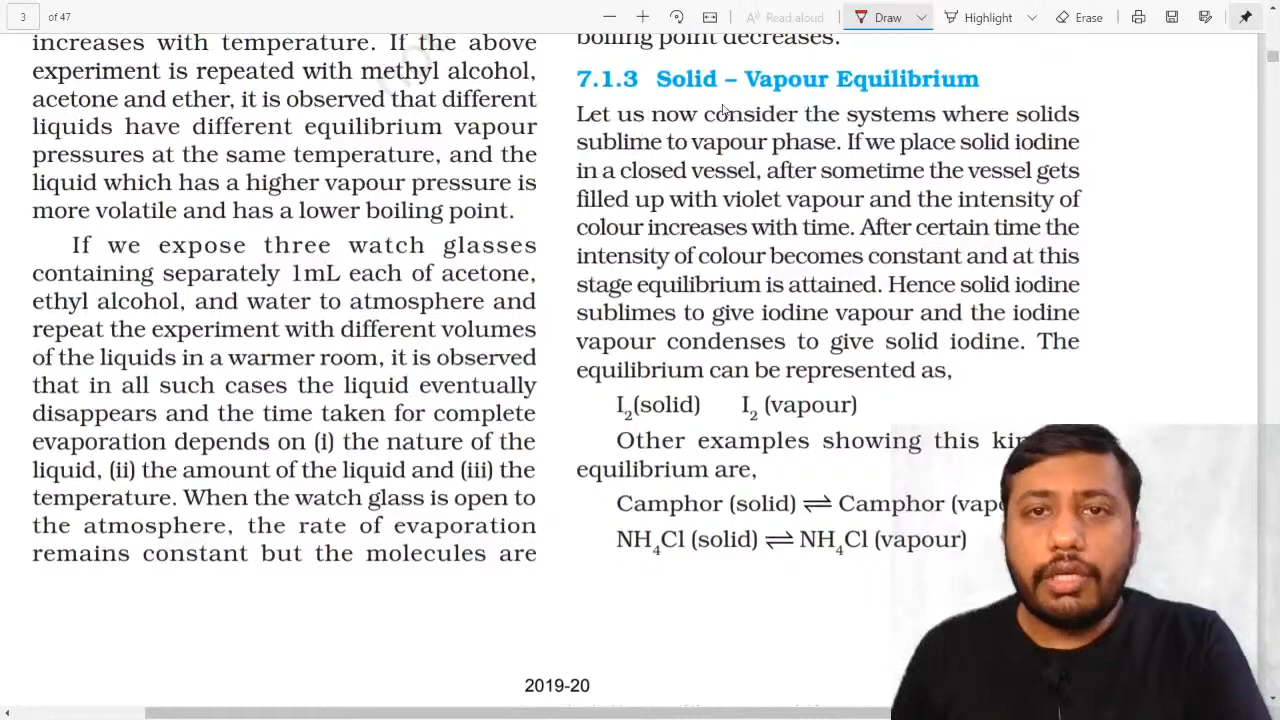 3 of 47
Read aloud
Draw
Highlight
Erase
increases with temperature. If the above
experiment is repeated with methyl alcohol,
acetone and ether, it is observed that different
liquids have different equilibrium vapour
pressures at the same temperature, and the
liquid which has a higher vapour pressure is
more volatile and has a lower boiling point.
If we expose three watch glasses
containing separately 1mL each of acetone,
ethyl alcohol, and water to atmosphere and
repeat the experiment with different volumes
of the liquids in a warmer room, it is observed
that in all such cases the liquid eventually
disappears and the time taken for complete
evaporation depends on (i) the nature of the
liquid, (ii) the amount of the liquid and (iii) the
temperature. When the watch glass is open to
the atmosphere, the rate of evaporation
remains constant but the molecules are
boiling point decreases.
7.1.3 Solid – Vapour Equilibrium
Let us now consider the systems where solids
sublime to vapour phase. If we place solid iodine
in a closed vessel, after sometime the vessel gets
filled up with violet vapour and the intensity of
colour increases with time. After certain time the
intensity of colour becomes constant and at this
stage equilibrium is attained. Hence solid iodine
sublimes to give iodine vapour and the iodine
vapour condenses to give solid iodine. The
equilibrium can be represented as,
I₂(solid) I₂ (vapour)
Other examples showing this
equilibrium are,
Camphor (solid) ⇌ Camphor
NH₄Cl (solid) ⇌ NH₄Cl (vapour)
2019-20